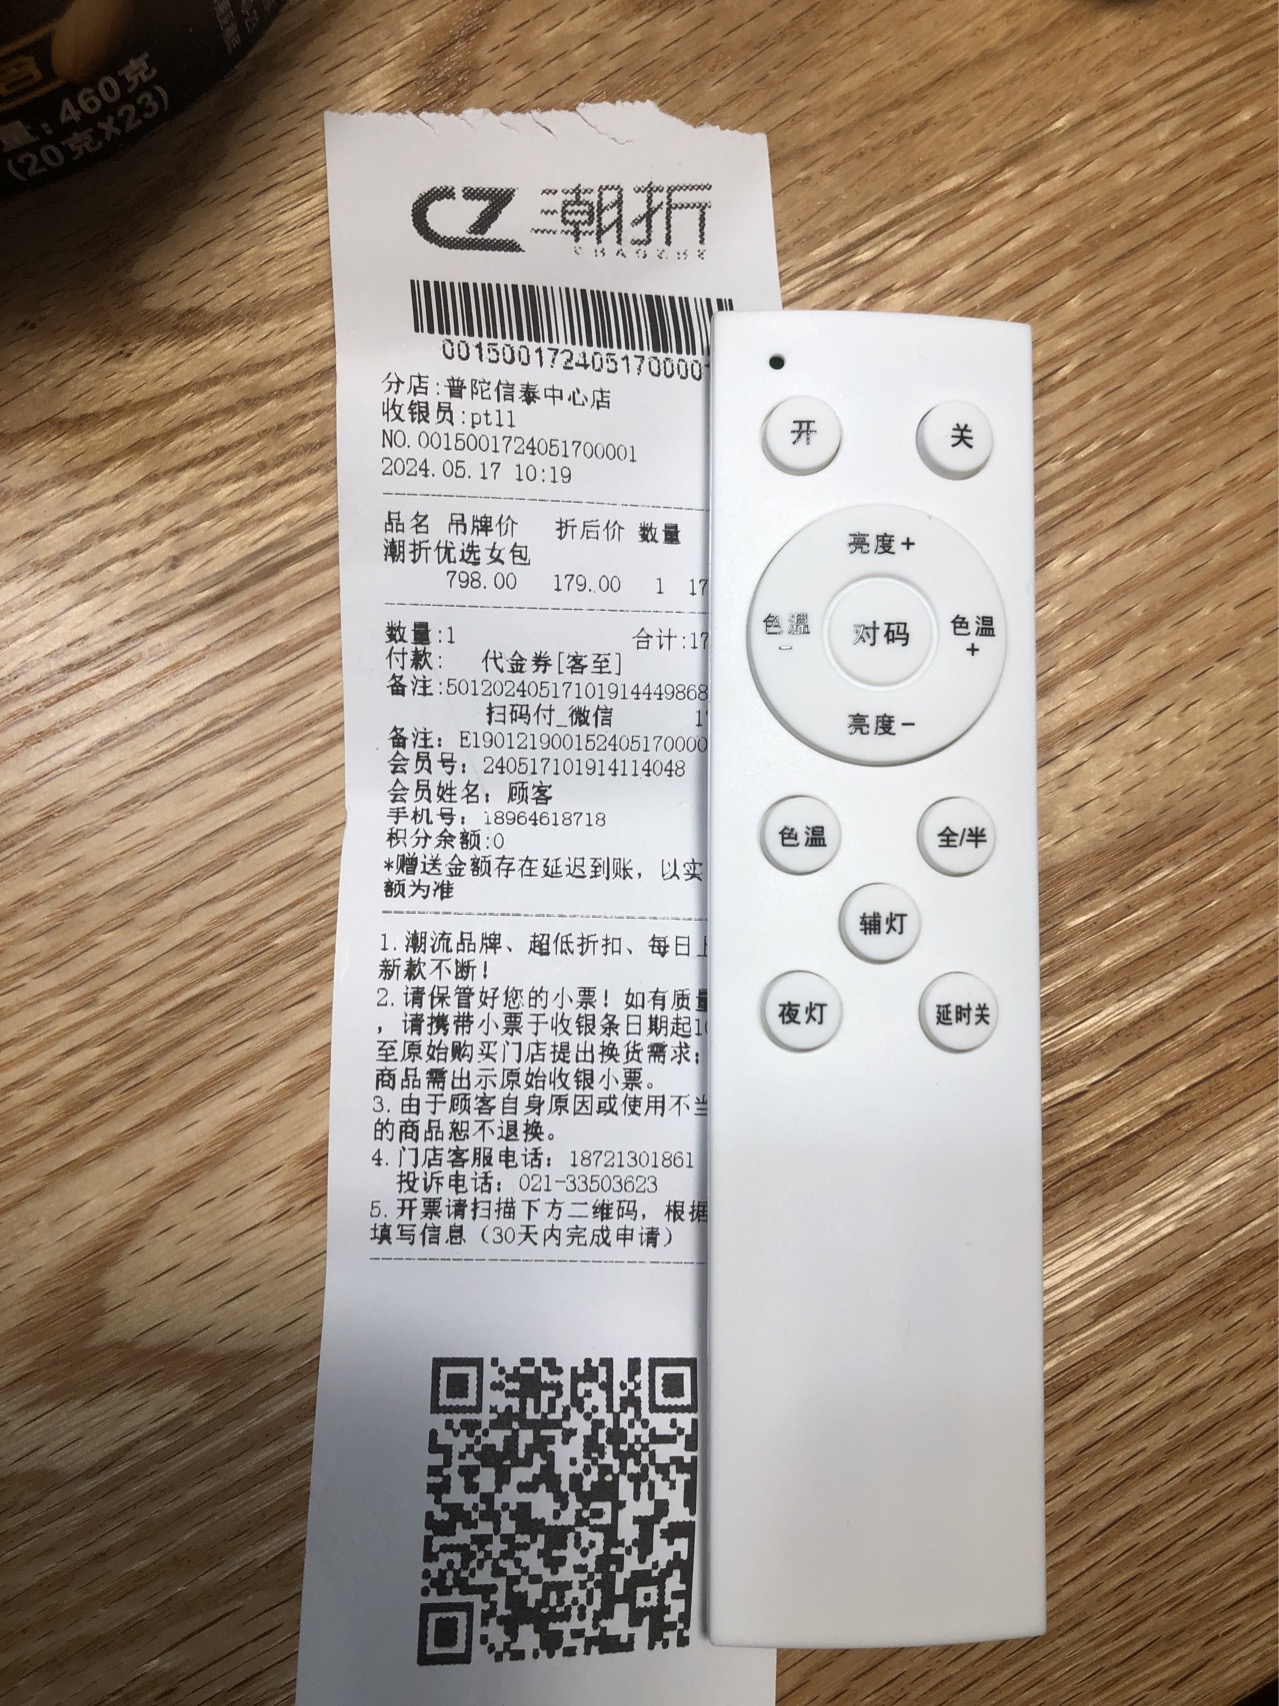 量：460克
(20克X23)
CZ 潮折
CHAOZHE
0015001724051700001
分店:普陀信泰中心店
收银员:pt11
NO.0015001724051700001
2024.05.17 10:19
品名 吊牌价 折后价 数量
潮折优选女包
798.00 179.00 1 17
数量:1 合计:17
付款: 代金券[客至]
备注:50120240517101914449868
扫码付_微信 1
备注: E190121900152405170000
会员号: 240517101914114048
会员姓名: 顾客
手机号: 18964618718
积分余额:0
*赠送金额存在延迟到账，以实
额为准
1.潮流品牌、超低折扣、每日上
新款不断！
2.请保管好您的小票！如有质量
，请携带小票于收银条日期起10
至原始购买门店提出换货需求；
商品需出示原始收银小票。
3.由于顾客自身原因或使用不当
的商品恕不退换。
4.门店客服电话：18721301861
投诉电话：021-33503623
5.开票请扫描下方二维码，根据
填写信息（30天内完成申请）
开 关
亮度+
色温- 对码 色温+
亮度-
色温 全/半
辅灯
夜灯 延时关